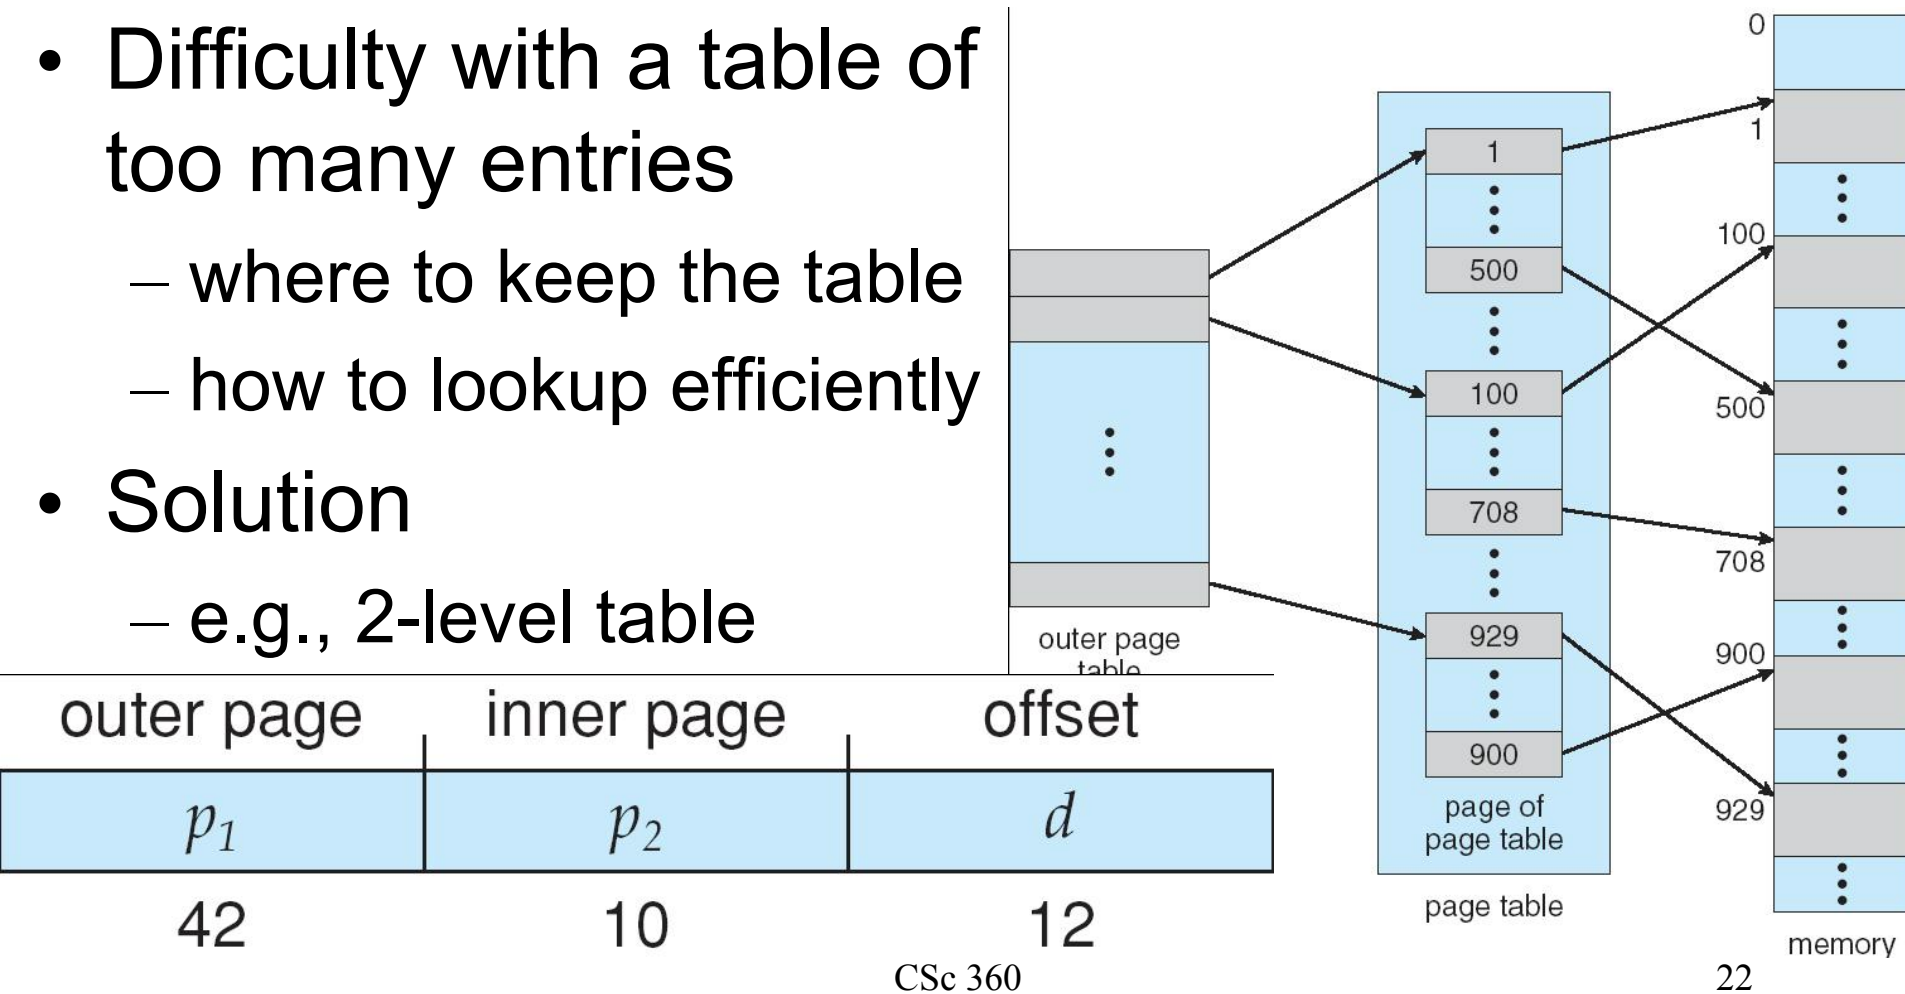 • Difficulty with a table of
too many entries
– where to keep the table
– how to lookup efficiently
• Solution
– e.g., 2-level table
outer page
table
1
500
100
708
929
900
page of
page table
page table
0
1
100
500
708
900
929
memory
outer page inner page offset
p1 p2 d
42 10 12
CSc 360 22